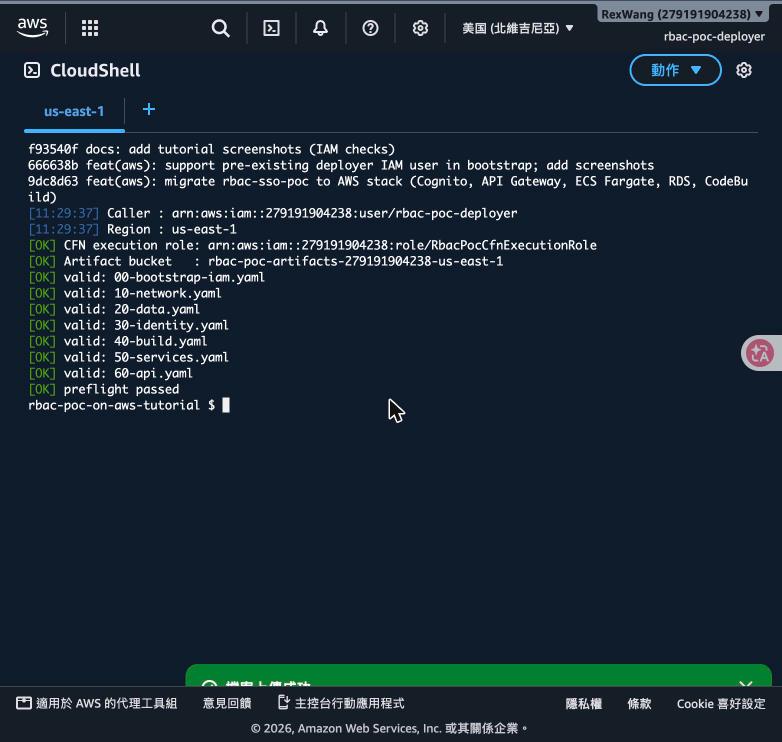 aws
美国 (北維吉尼亞) ▼
RexWang (279191904238) ▼
rbac-poc-deployer
CloudShell
動作 ▼
us-east-1
+
f93540f docs: add tutorial screenshots (IAM checks)
666638b feat(aws): support pre-existing deployer IAM user in bootstrap; add screenshots
9dc8d63 feat(aws): migrate rbac-sso-poc to AWS stack (Cognito, API Gateway, ECS Fargate, RDS, CodeBu
ild)
[11:29:37] Caller : arn:aws:iam::279191904238:user/rbac-poc-deployer
[11:29:37] Region : us-east-1
[OK] CFN execution role: arn:aws:iam::279191904238:role/RbacPocCfnExecutionRole
[OK] Artifact bucket   : rbac-poc-artifacts-279191904238-us-east-1
[OK] valid: 00-bootstrap-iam.yaml
[OK] valid: 10-network.yaml
[OK] valid: 20-data.yaml
[OK] valid: 30-identity.yaml
[OK] valid: 40-build.yaml
[OK] valid: 50-services.yaml
[OK] valid: 60-api.yaml
[OK] preflight passed
rbac-poc-on-aws-tutorial $
檔案上傳成功
適用於 AWS 的代理工具組 意見回饋 主控台行動應用程式 隱私權 條款 Cookie 喜好設定
© 2026, Amazon Web Services, Inc. 或其關係企業。